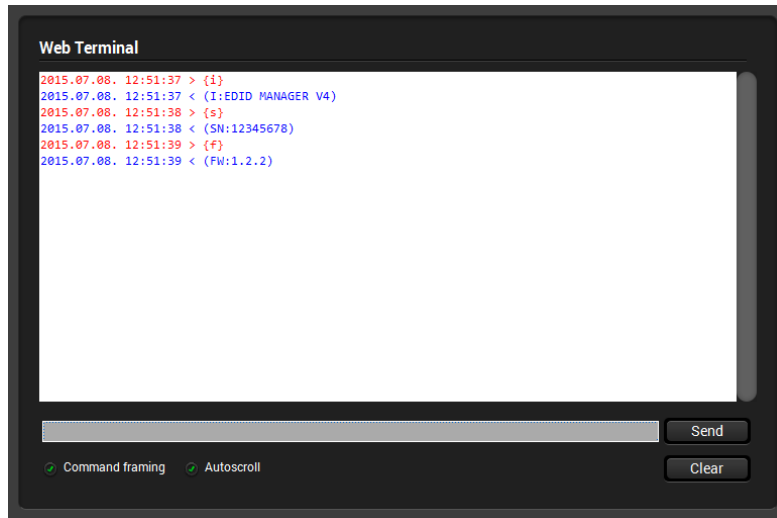 Web Terminal
2015.07.08. 12:51:37 > {i}
2015.07.08. 12:51:37 < (I:EDID MANAGER V4)
2015.07.08. 12:51:38 > {s}
2015.07.08. 12:51:38 < (SN:12345678)
2015.07.08. 12:51:39 > {f}
2015.07.08. 12:51:39 < (FW:1.2.2)
Send
Command framing
Autoscroll
Clear